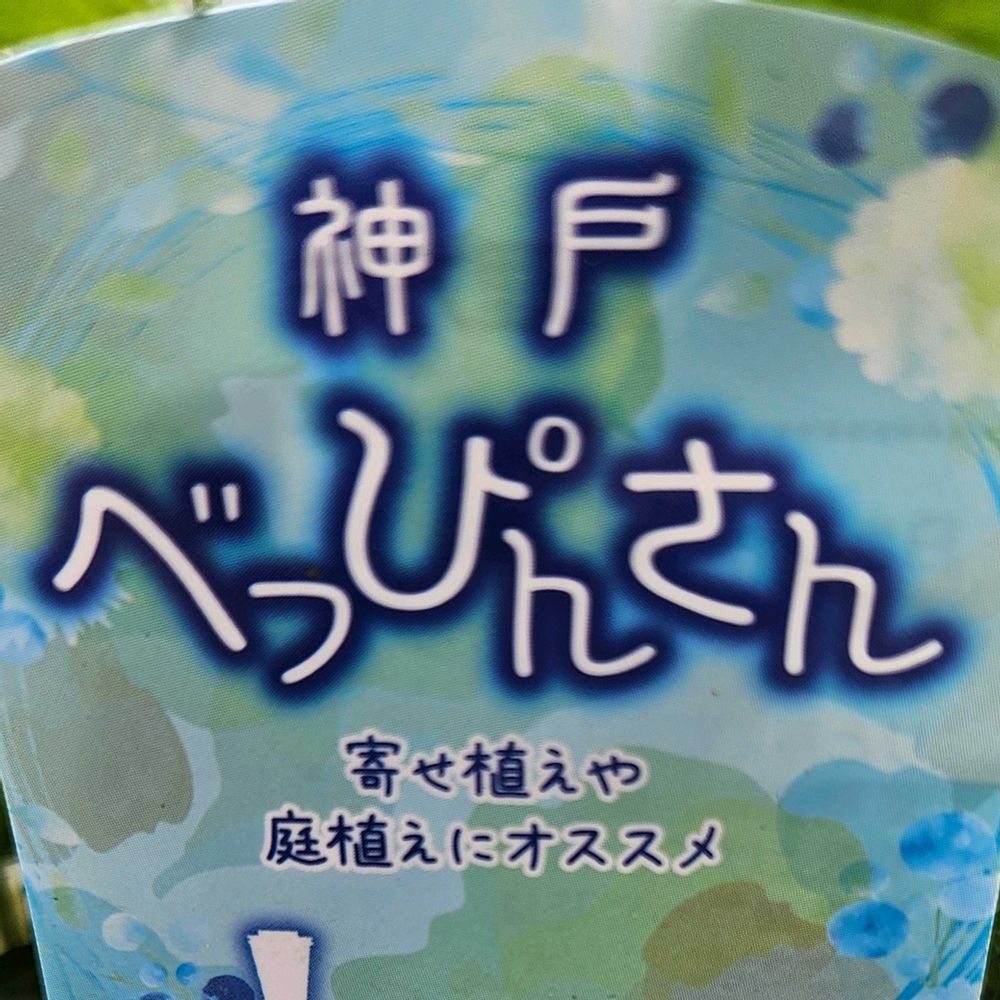 神戸
べっぴんさん
寄せ植えや
庭植えにオススメ